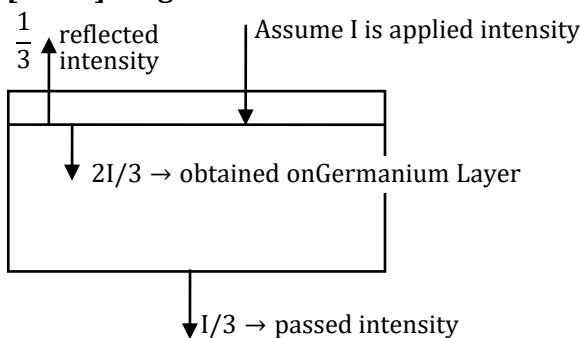 1
3
reflected
intensity
Assume I is applied intensity
2I/3 → obtained onGermanium Layer
I/3 → passed intensity